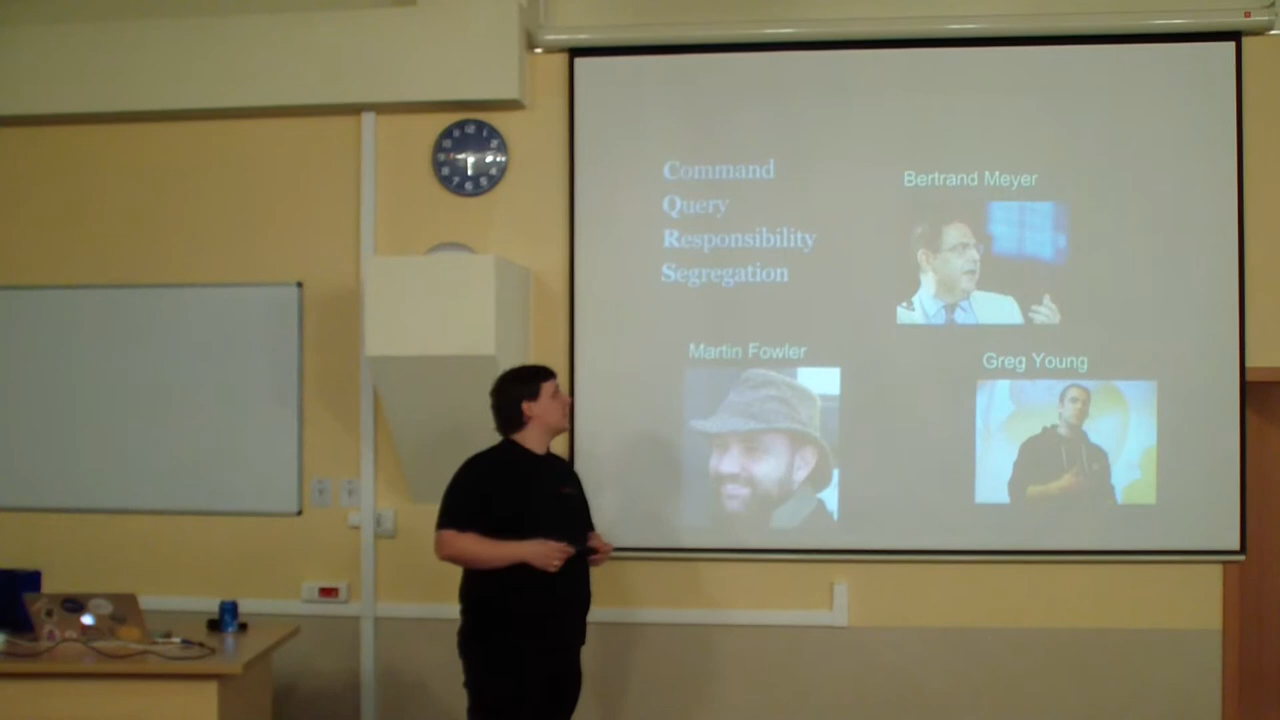 Command
Query
Responsibility
Segregation
Bertrand Meyer
Martin Fowler
Greg Young